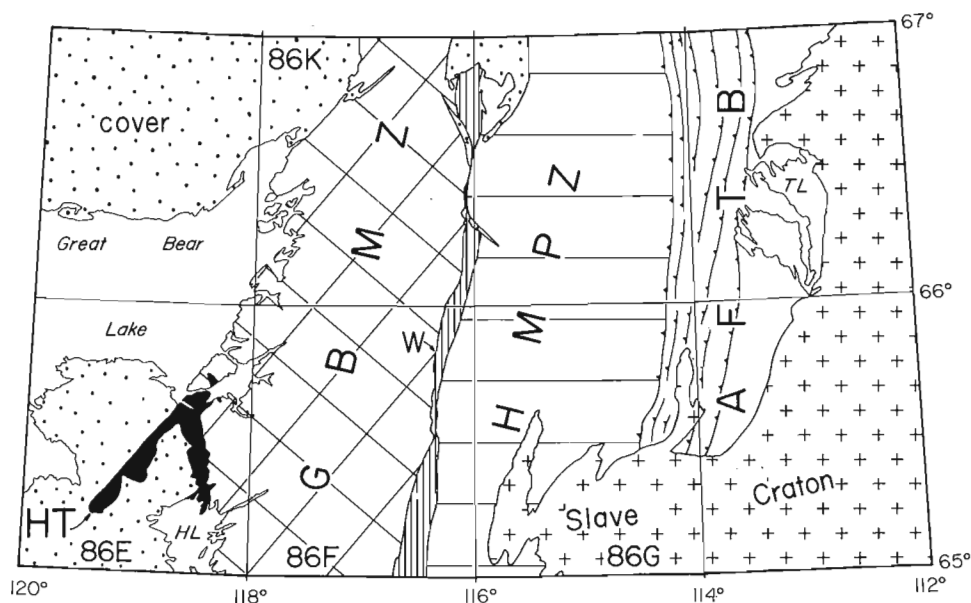 67°
86K
cover
Z
B
Z
TL
T
Great Bear
M
P
66°
Lake
W
B
M
F
A
H
G
Craton
Slave
HT
HL
86E
86F
86G
65°
120°
118°
116°
114°
112°